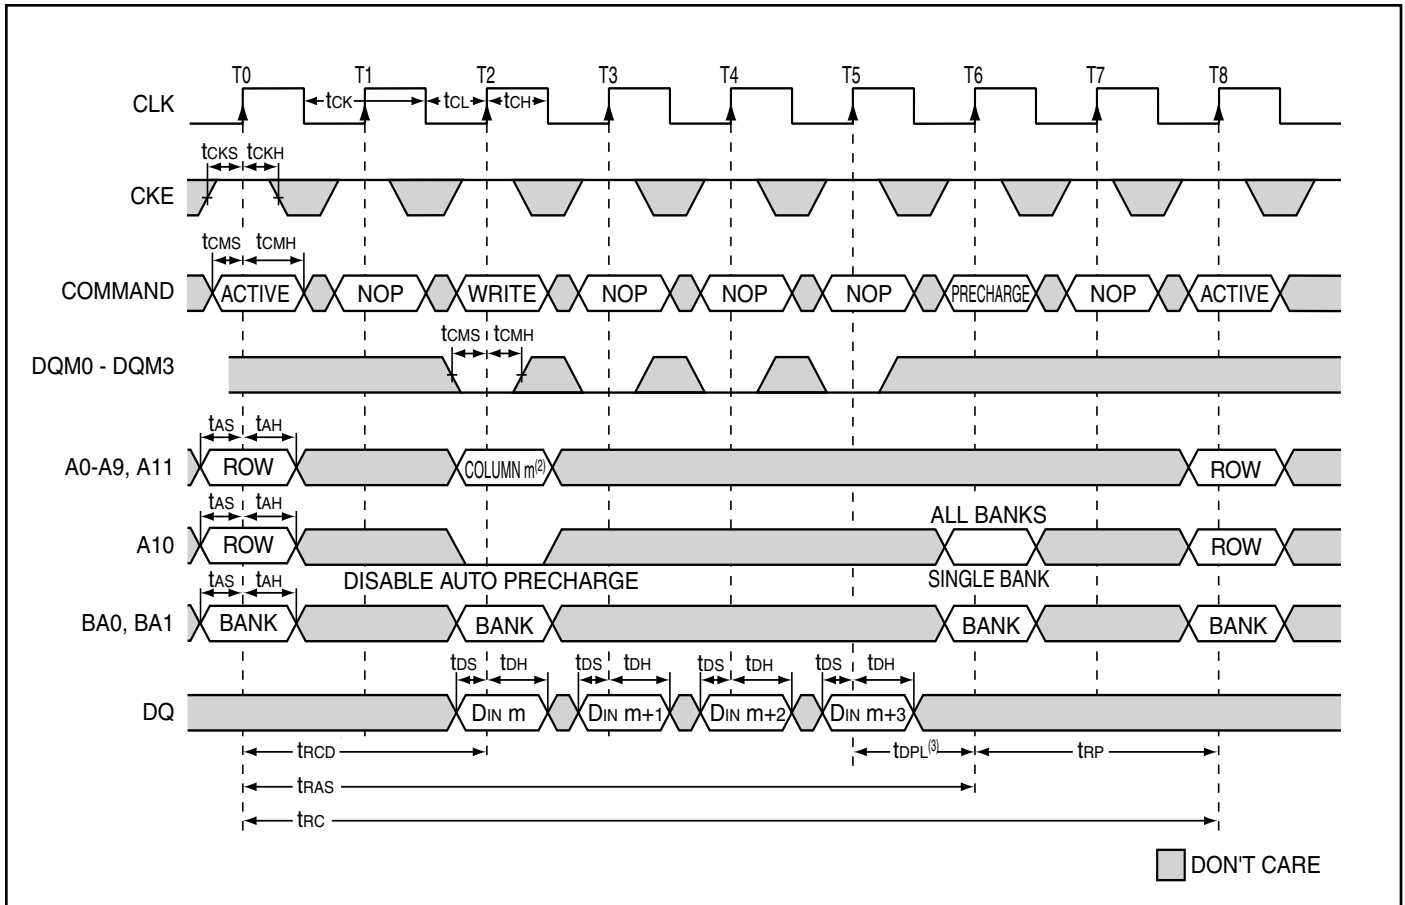 T0 T1 T2 T3 T4 T5 T6 T7 T8
CLK tCK tCL tCH
tCKS tCKH
CKE
tCMS tCMH
COMMAND ACTIVE NOP WRITE NOP NOP NOP PRECHARGE NOP ACTIVE
tCMS tCMH
DQM0 - DQM3
tAS tAH
A0-A9, A11 ROW COLUMN m(2) ROW
tAS tAH ALL BANKS
A10 ROW ROW
DISABLE AUTO PRECHARGE SINGLE BANK
tAS tAH
BA0, BA1 BANK BANK BANK BANK
tDS tDH tDS tDH tDS tDH tDS tDH
DQ DIN m DIN m+1 DIN m+2 DIN m+3
tRCD tDPL(3) tRP
tRAS
tRC
DON'T CARE